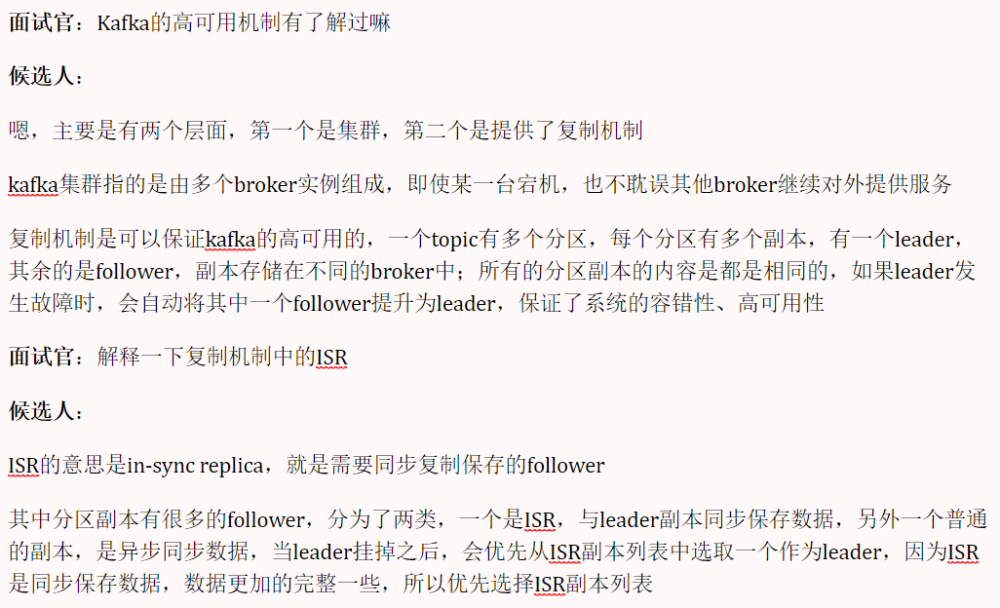 面试官：Kafka的高可用机制有了解过嘛
候选人：
嗯，主要是有两个层面，第一个是集群，第二个是提供了复制机制
kafka集群指的是由多个broker实例组成，即使某一台宕机，也不耽误其他broker继续对外提供服务
复制机制是可以保证kafka的高可用的，一个topic有多个分区，每个分区有多个副本，有一个leader，
其余的是follower，副本存储在不同的broker中；所有的分区副本的内容是都是相同的，如果leader发
生故障时，会自动将其中一个follower提升为leader，保证了系统的容错性、高可用性
面试官：解释一下复制机制中的ISR
候选人：
ISR的意思是in-sync replica，就是需要同步复制保存的follower
其中分区副本有很多的follower，分为了两类，一个是ISR，与leader副本同步保存数据，另外一个普通
的副本，是异步同步数据，当leader挂掉之后，会优先从ISR副本列表中选取一个作为leader，因为ISR
是同步保存数据，数据更加的完整一些，所以优先选择ISR副本列表